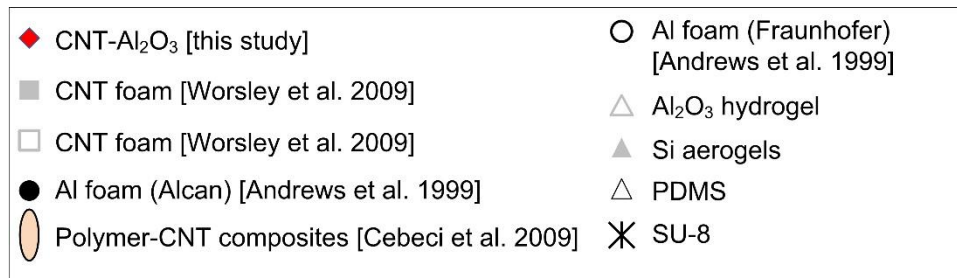 CNT-Al₂O₃ [this study]
CNT foam [Worsley et al. 2009]
CNT foam [Worsley et al. 2009]
Al foam (Alcan) [Andrews et al. 1999]
Polymer-CNT composites [Cebeci et al. 2009]
Al foam (Fraunhofer)
[Andrews et al. 1999]
Al₂O₃ hydrogel
Si aerogels
PDMS
SU-8